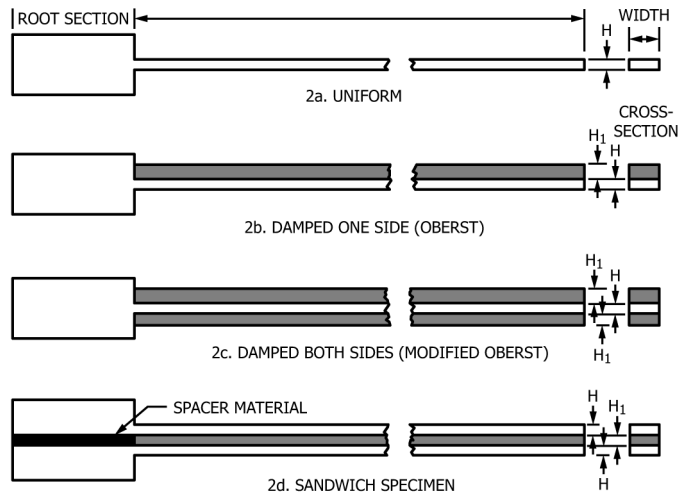 ROOT SECTION
WIDTH
H
2a. UNIFORM
CROSS-
SECTION
H1
H
2b. DAMPED ONE SIDE (OBERST)
H1
H
H1
2c. DAMPED BOTH SIDES (MODIFIED OBERST)
SPACER MATERIAL
H
H1
H
2d. SANDWICH SPECIMEN